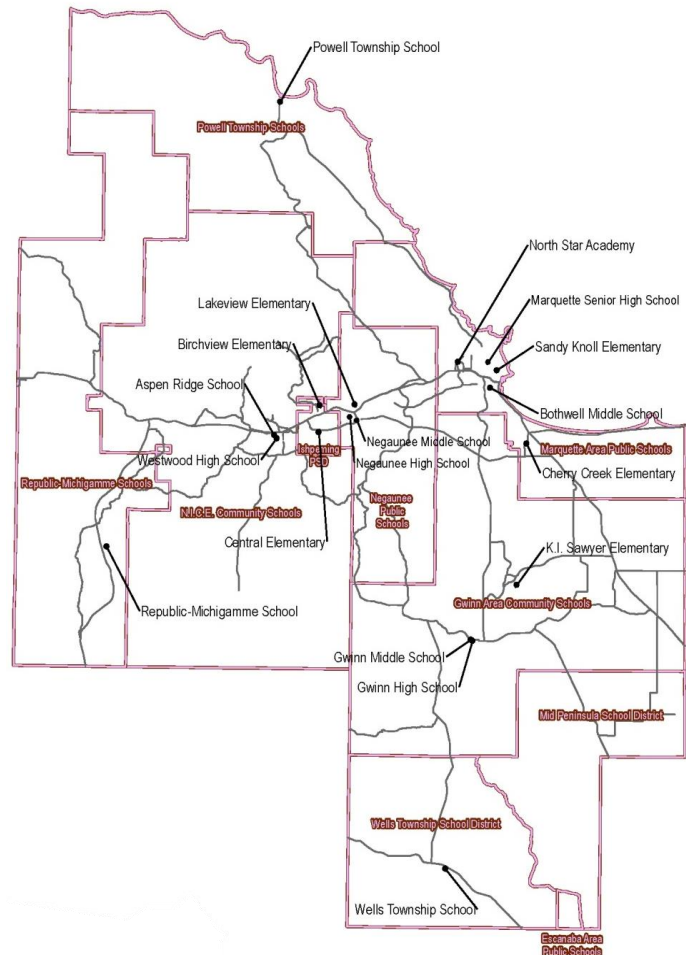 Powell Township School
Powell Township Schools
North Star Academy
Lakeview Elementary
Marquette Senior High School
Birchview Elementary
Sandy Knoll Elementary
Aspen Ridge School
Bothwell Middle School
Negaunee Middle School
Marquette Area Public Schools
Ishpeming
PSD
Westwood High School
Negaunee High School
Cherry Creek Elementary
Republic-Michigamme Schools
N.I.C.E. Community Schools
Negaunee
Public
Schools
Central Elementary
K.I. Sawyer Elementary
Republic-Michigamme School
Gwinn Area Community Schools
Gwinn Middle School
Gwinn High School
Mid Peninsula School District
Wells Township School District
Wells Township School
Escanaba Area
Public Schools